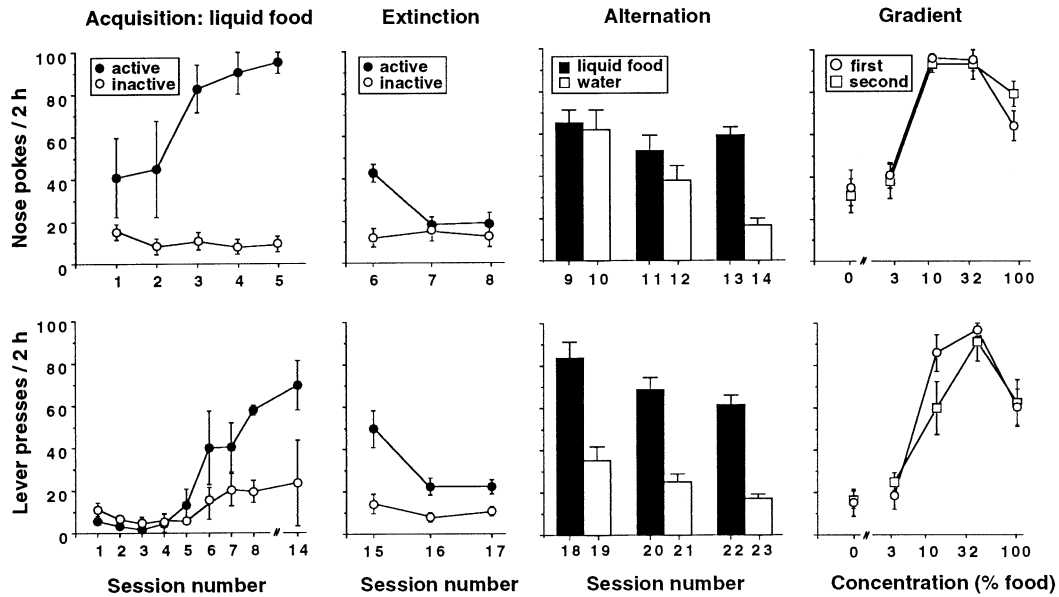 Acquisition: liquid food
Extinction
Alternation
Gradient
Nose pokes / 2 h
100
80
60
40
20
0
active
inactive
1 2 3 4 5
active
inactive
6 7 8
liquid food
water
9 10 11 12 13 14
first
second
0 3 10 32 100
Lever presses / 2 h
100
80
60
40
20
0
1 2 3 4 5 6 7 8 14
15 16 17
18 19 20 21 22 23
0 3 10 32 100
Session number
Session number
Concentration (% food)